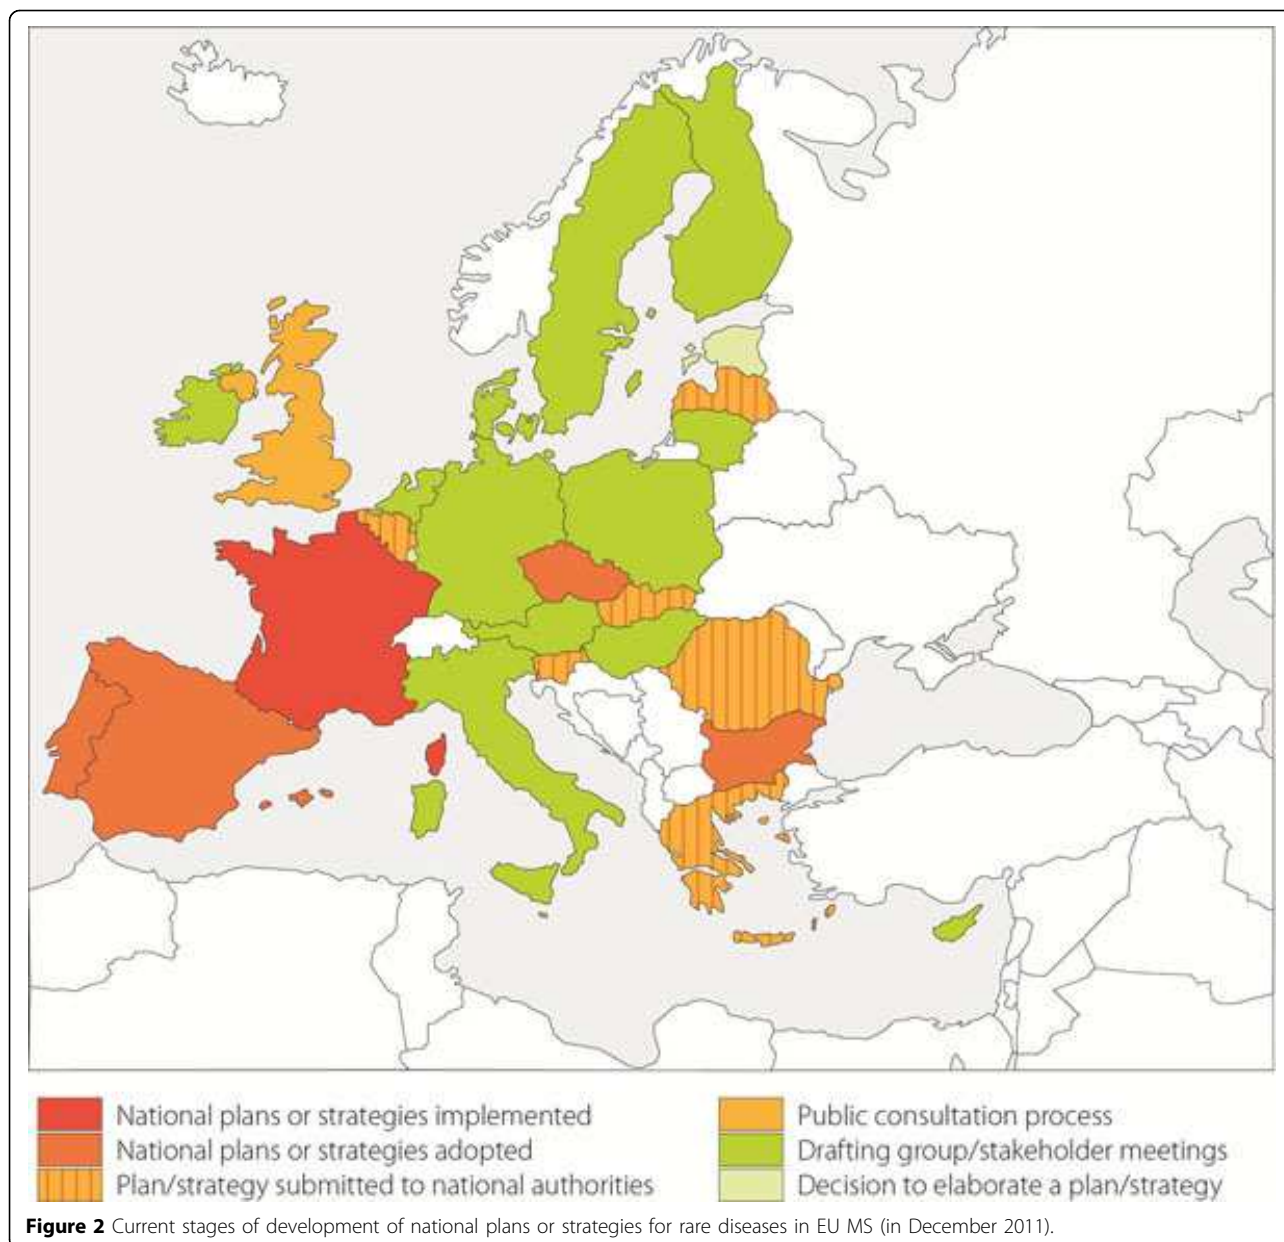 National plans or strategies implemented
National plans or strategies adopted
Plan/strategy submitted to national authorities
Public consultation process
Drafting group/stakeholder meetings
Decision to elaborate a plan/strategy
Figure 2 Current stages of development of national plans or strategies for rare diseases in EU MS (in December 2011).